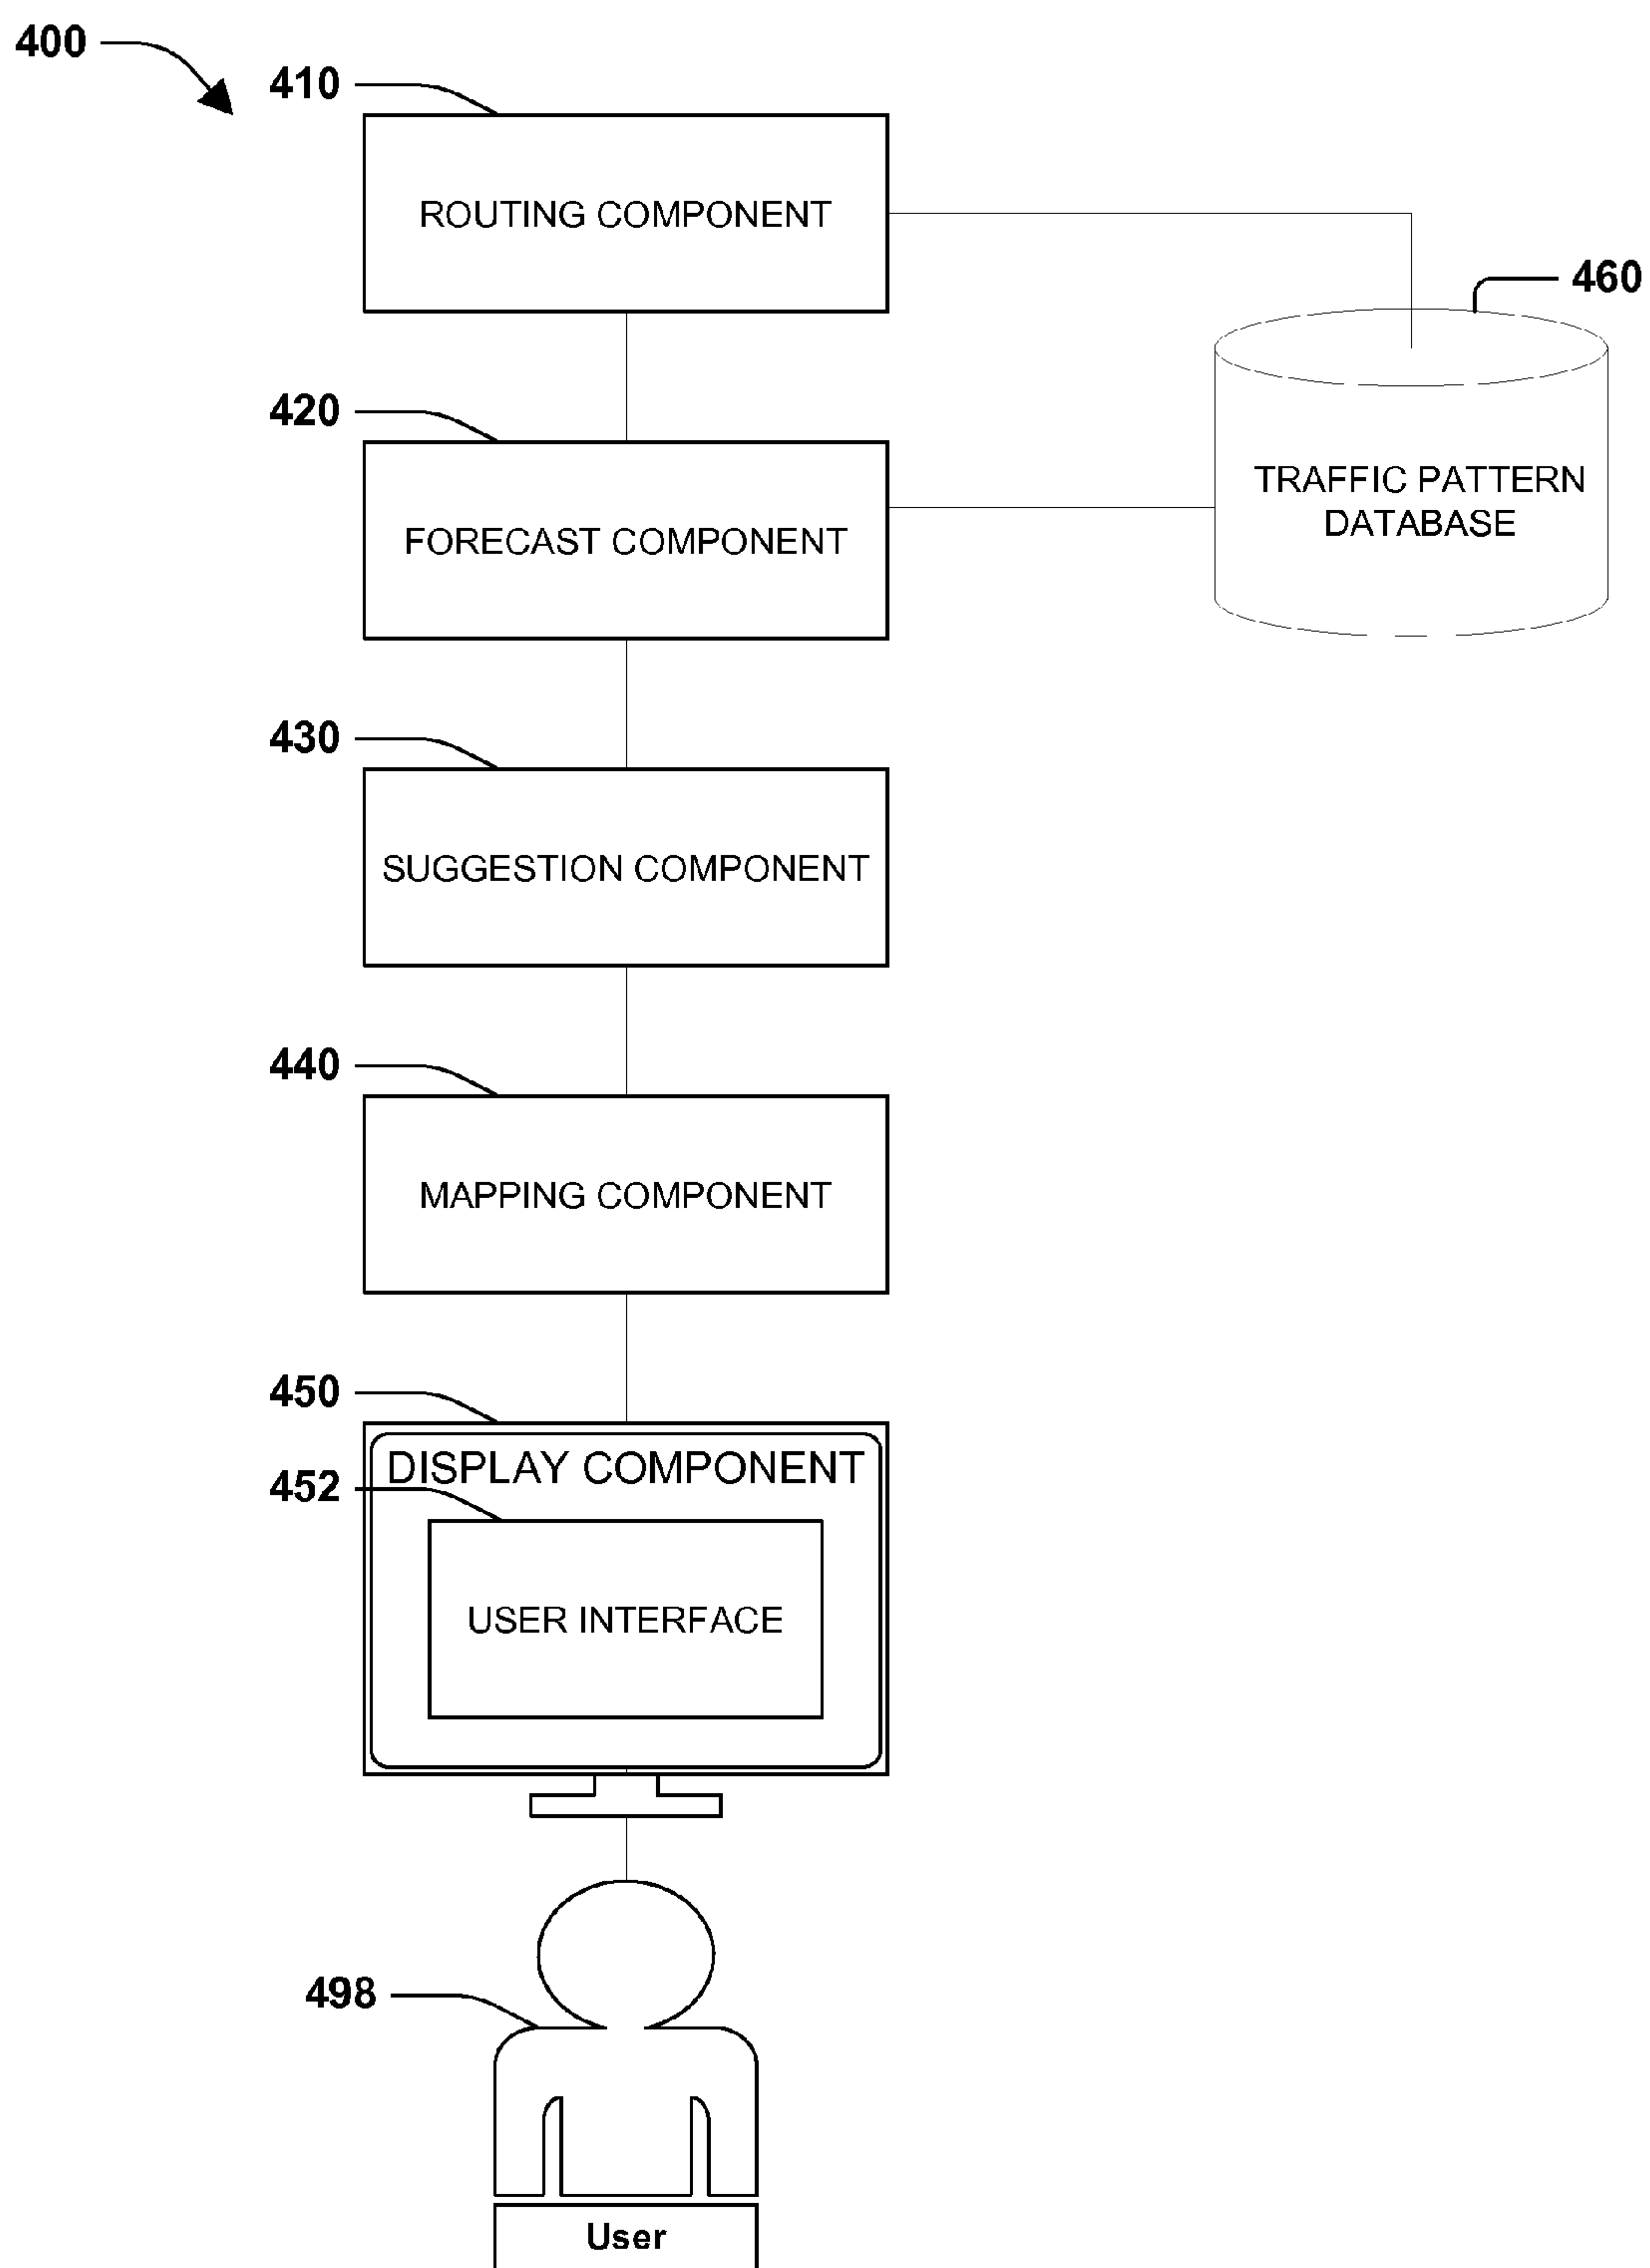 400
410
ROUTING COMPONENT
460
420
FORECAST COMPONENT
TRAFFIC PATTERN
DATABASE
430
SUGGESTION COMPONENT
440
MAPPING COMPONENT
450
DISPLAY COMPONENT
452
USER INTERFACE
498
User